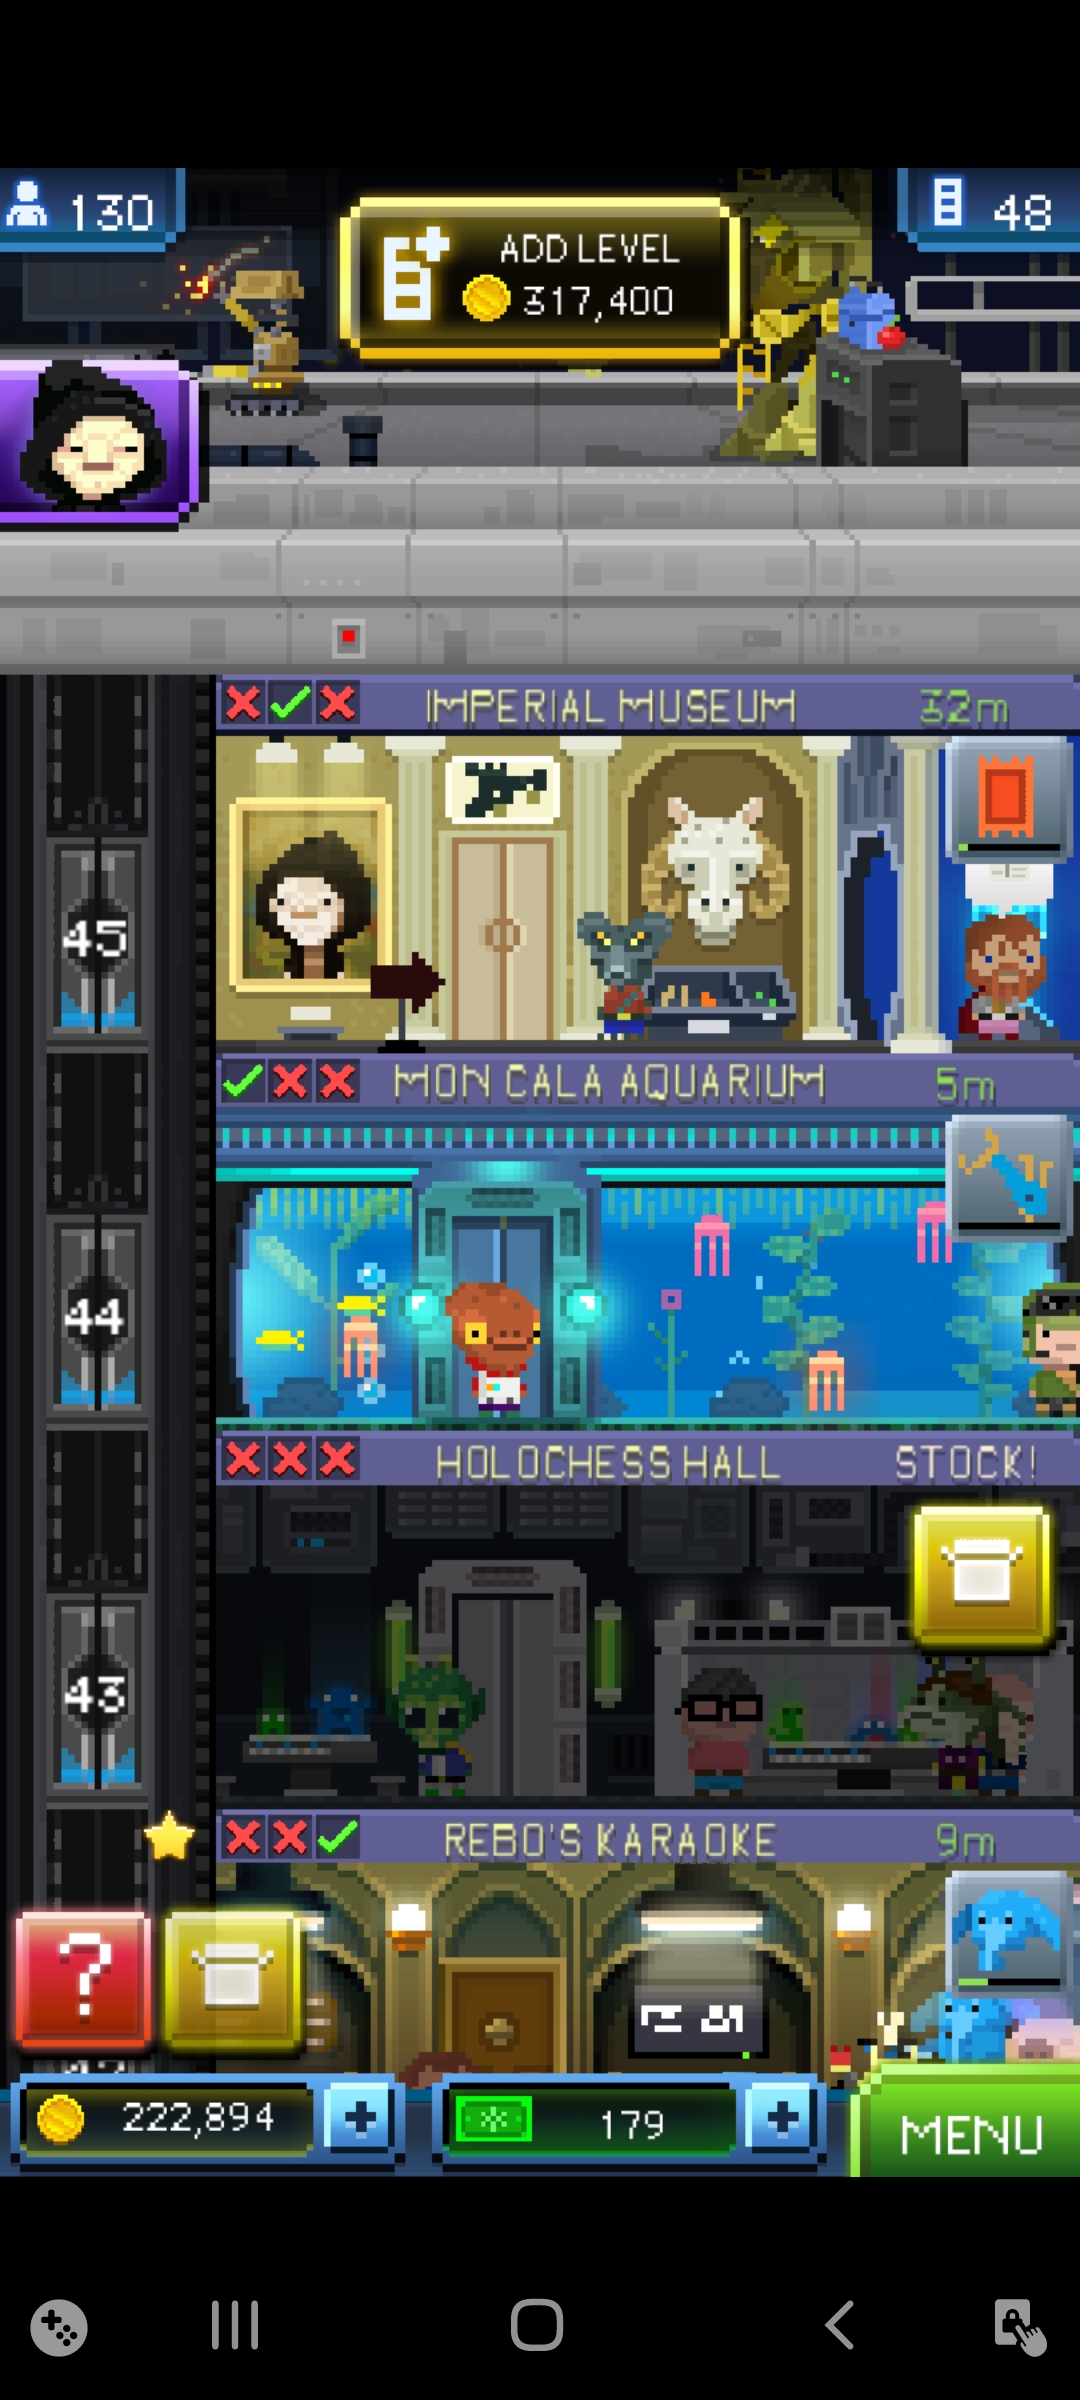 130
ADD LEVEL
317,400
48
IMPERIAL MUSEUM 32m
45
MON CALA AQUARIUM 5m
44
HOLOCHESS HALL STOCK!
43
REBO'S KARAOKE 9m
?
222,894 +
179 +
MENU